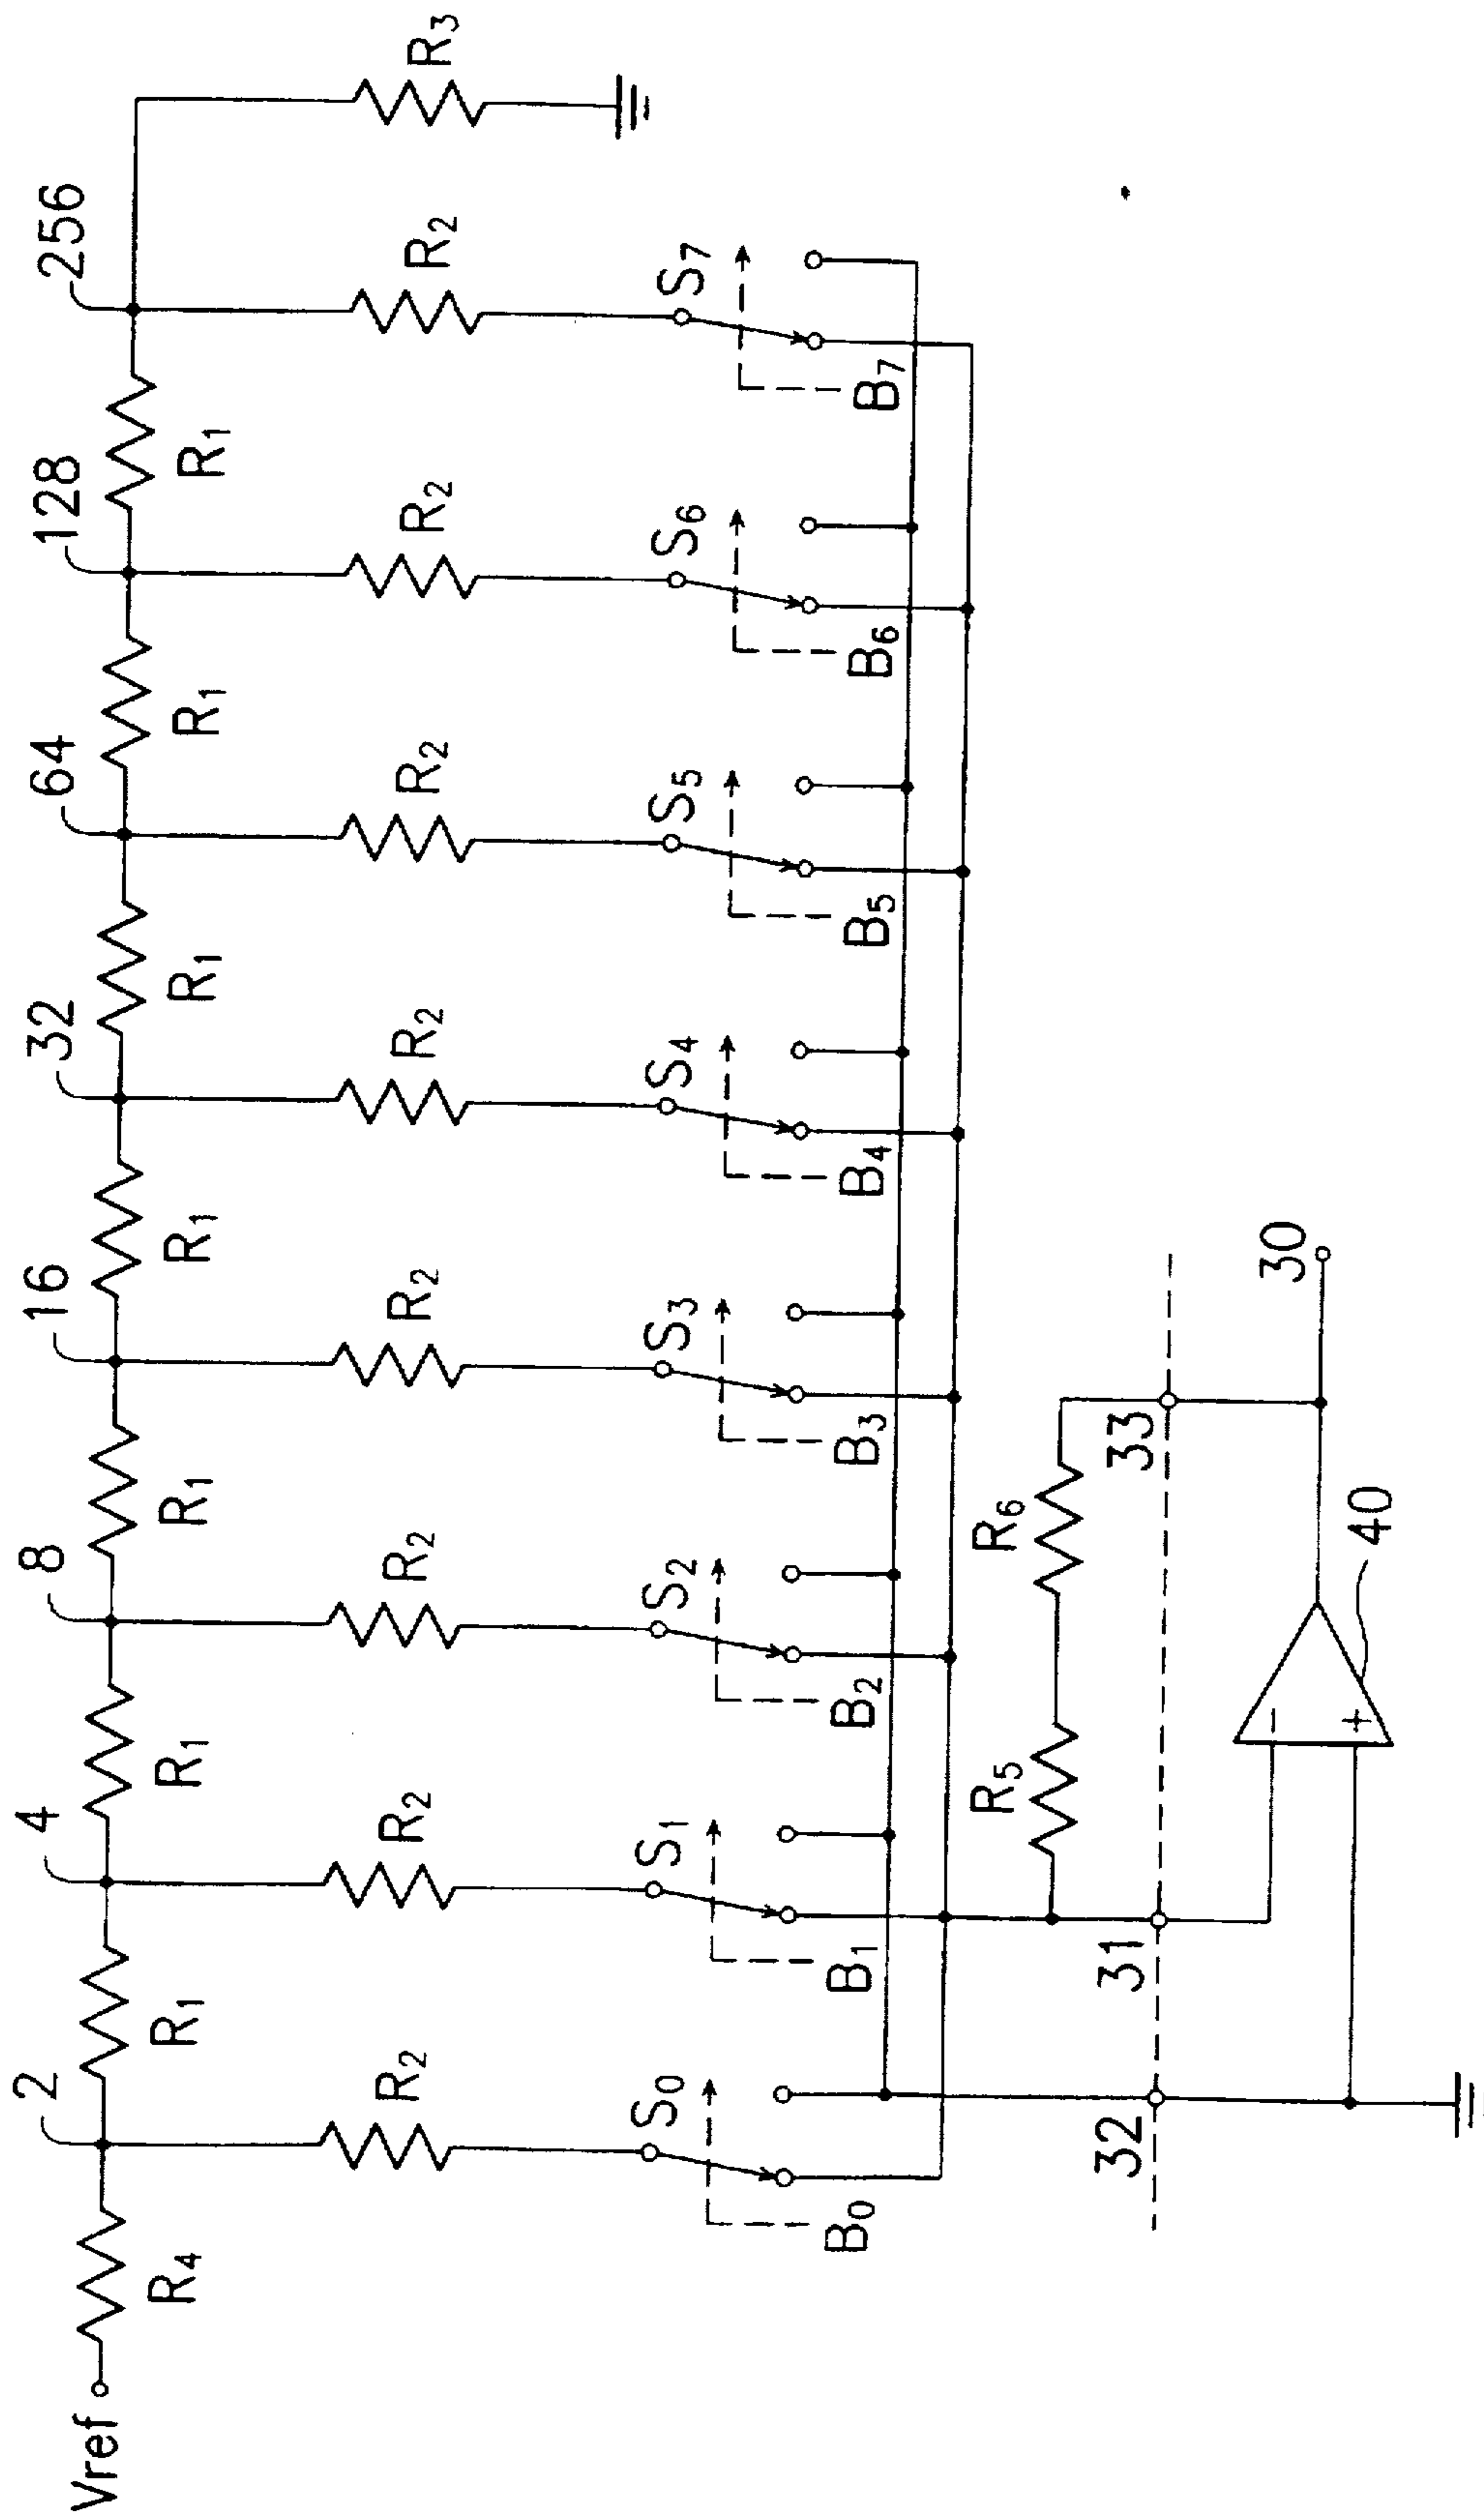 2 4 8 16 32 64 128 256
Vref R4 R1 R1 R1 R1 R1 R1 R1
R2 R2 R2 R2 R2 R2 R2 R2 R3
S0 S1 S2 S3 S4 S5 S6 S7
B0 B1 B2 B3 B4 B5 B6 B7
R5 R6
32 31 33
− + 30
40